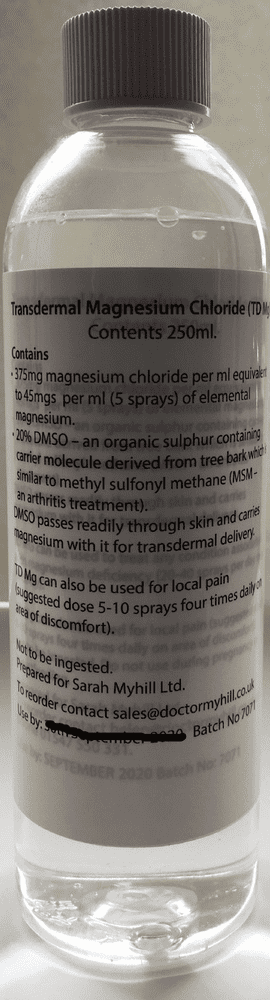 Transdermal Magnesium Chloride (TD Mg
Contents 250ml.
Contains
· 375mg magnesium chloride per ml equivalent
to 45mgs per ml (5 sprays) of elemental
magnesium.
· 20% DMSO – an organic sulphur containing
carrier molecule derived from tree bark which
similar to methyl sulfonyl methane (MSM –
an arthritis treatment).
DMSO passes readily through skin and carries
magnesium with it for transdermal delivery.
TD Mg can also be used for local pain
(suggested dose 5-10 sprays four times daily on
area of discomfort).
Not to be ingested.
Prepared for Sarah Myhill Ltd.
To reorder contact sales@doctormyhill.co.uk
Use by: Batch No 7071
SEPTEMBER 2020 Batch No: 7071